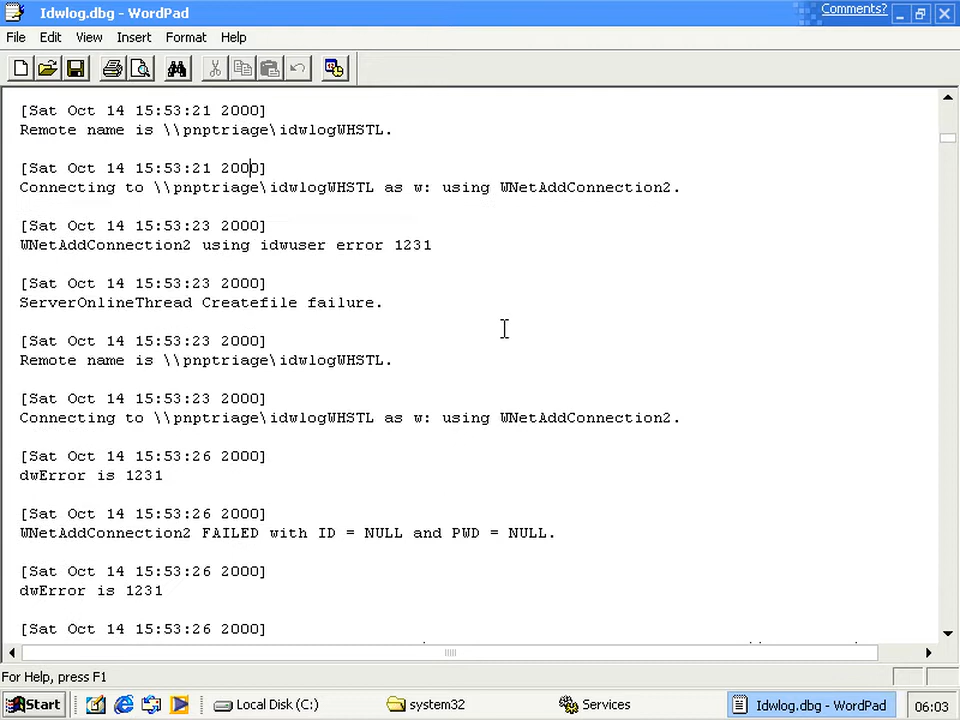 Idwlog.dbg - WordPad
Comments?
File Edit View Insert Format Help
[Sat Oct 14 15:53:21 2000]
Remote name is \\pnptriage\idwlogWHSTL.
[Sat Oct 14 15:53:21 2000]
Connecting to \\pnptriage\idwlogWHSTL as w: using WNetAddConnection2.
[Sat Oct 14 15:53:23 2000]
WNetAddConnection2 using idwuser error 1231
[Sat Oct 14 15:53:23 2000]
ServerOnlineThread Createfile failure.
[Sat Oct 14 15:53:23 2000]
Remote name is \\pnptriage\idwlogWHSTL.
[Sat Oct 14 15:53:23 2000]
Connecting to \\pnptriage\idwlogWHSTL as w: using WNetAddConnection2.
[Sat Oct 14 15:53:26 2000]
dwError is 1231
[Sat Oct 14 15:53:26 2000]
WNetAddConnection2 FAILED with ID = NULL and PWD = NULL.
[Sat Oct 14 15:53:26 2000]
dwError is 1231
[Sat Oct 14 15:53:26 2000]
For Help, press F1
Start Local Disk (C:) system32 Services Idwlog.dbg - WordPad 06:03